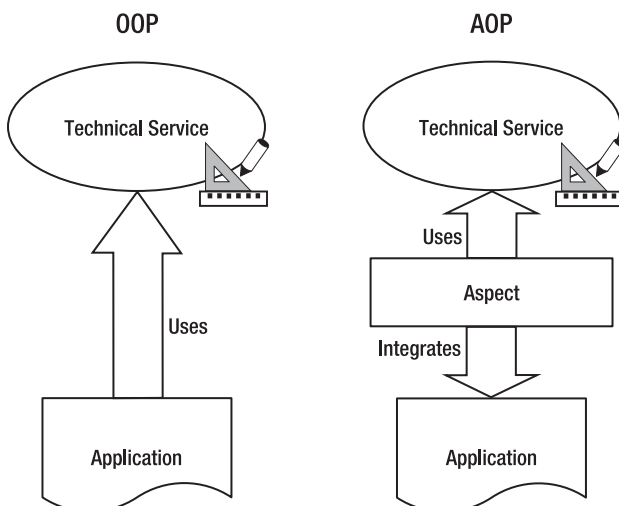 OOP
AOP
Technical Service
Technical Service
Uses
Aspect
Uses
Integrates
Application
Application